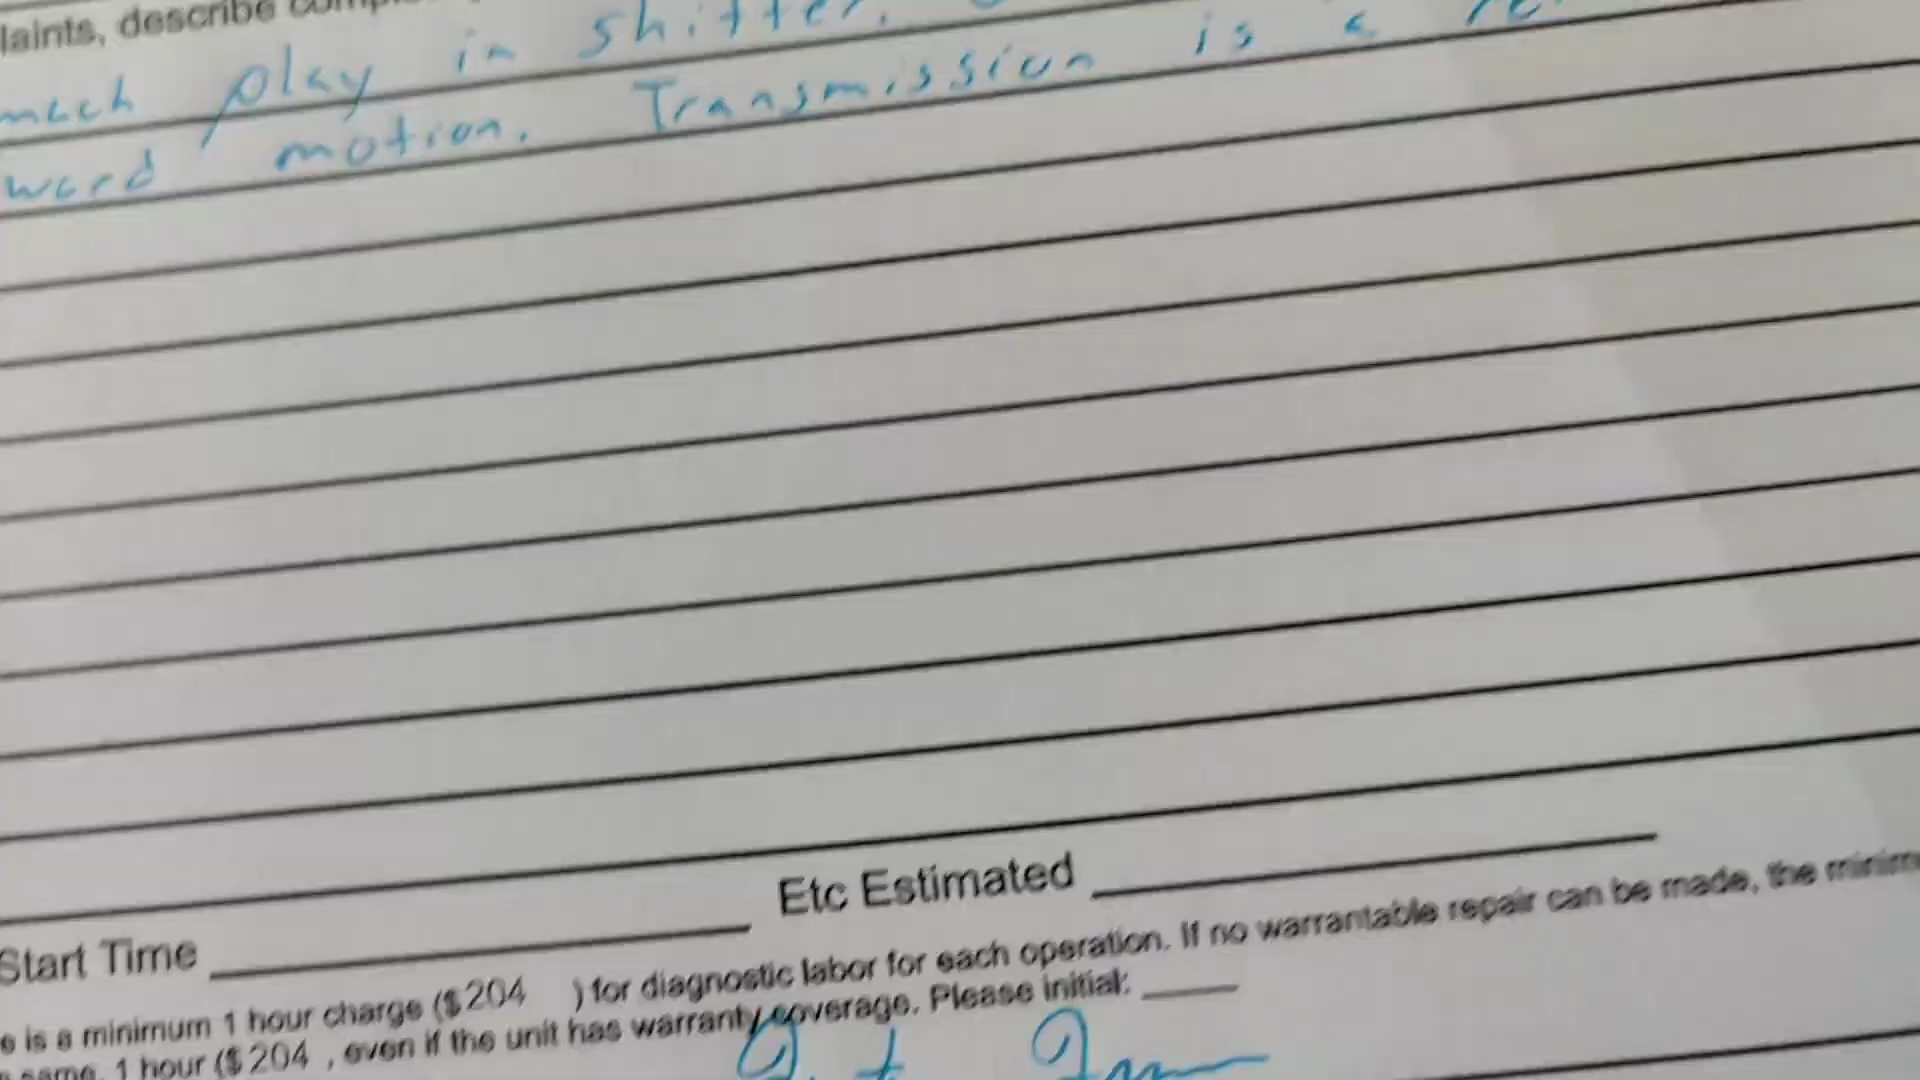 laints, describe
much play in shifter.
ward motion. Transmission is a
Etc Estimated
Start Time
e is a minimum 1 hour charge ($204 ) for diagnostic labor for each operation. If no warrantable repair can be made, the minim
same, 1 hour ($204 , even if the unit has warranty coverage. Please initial: